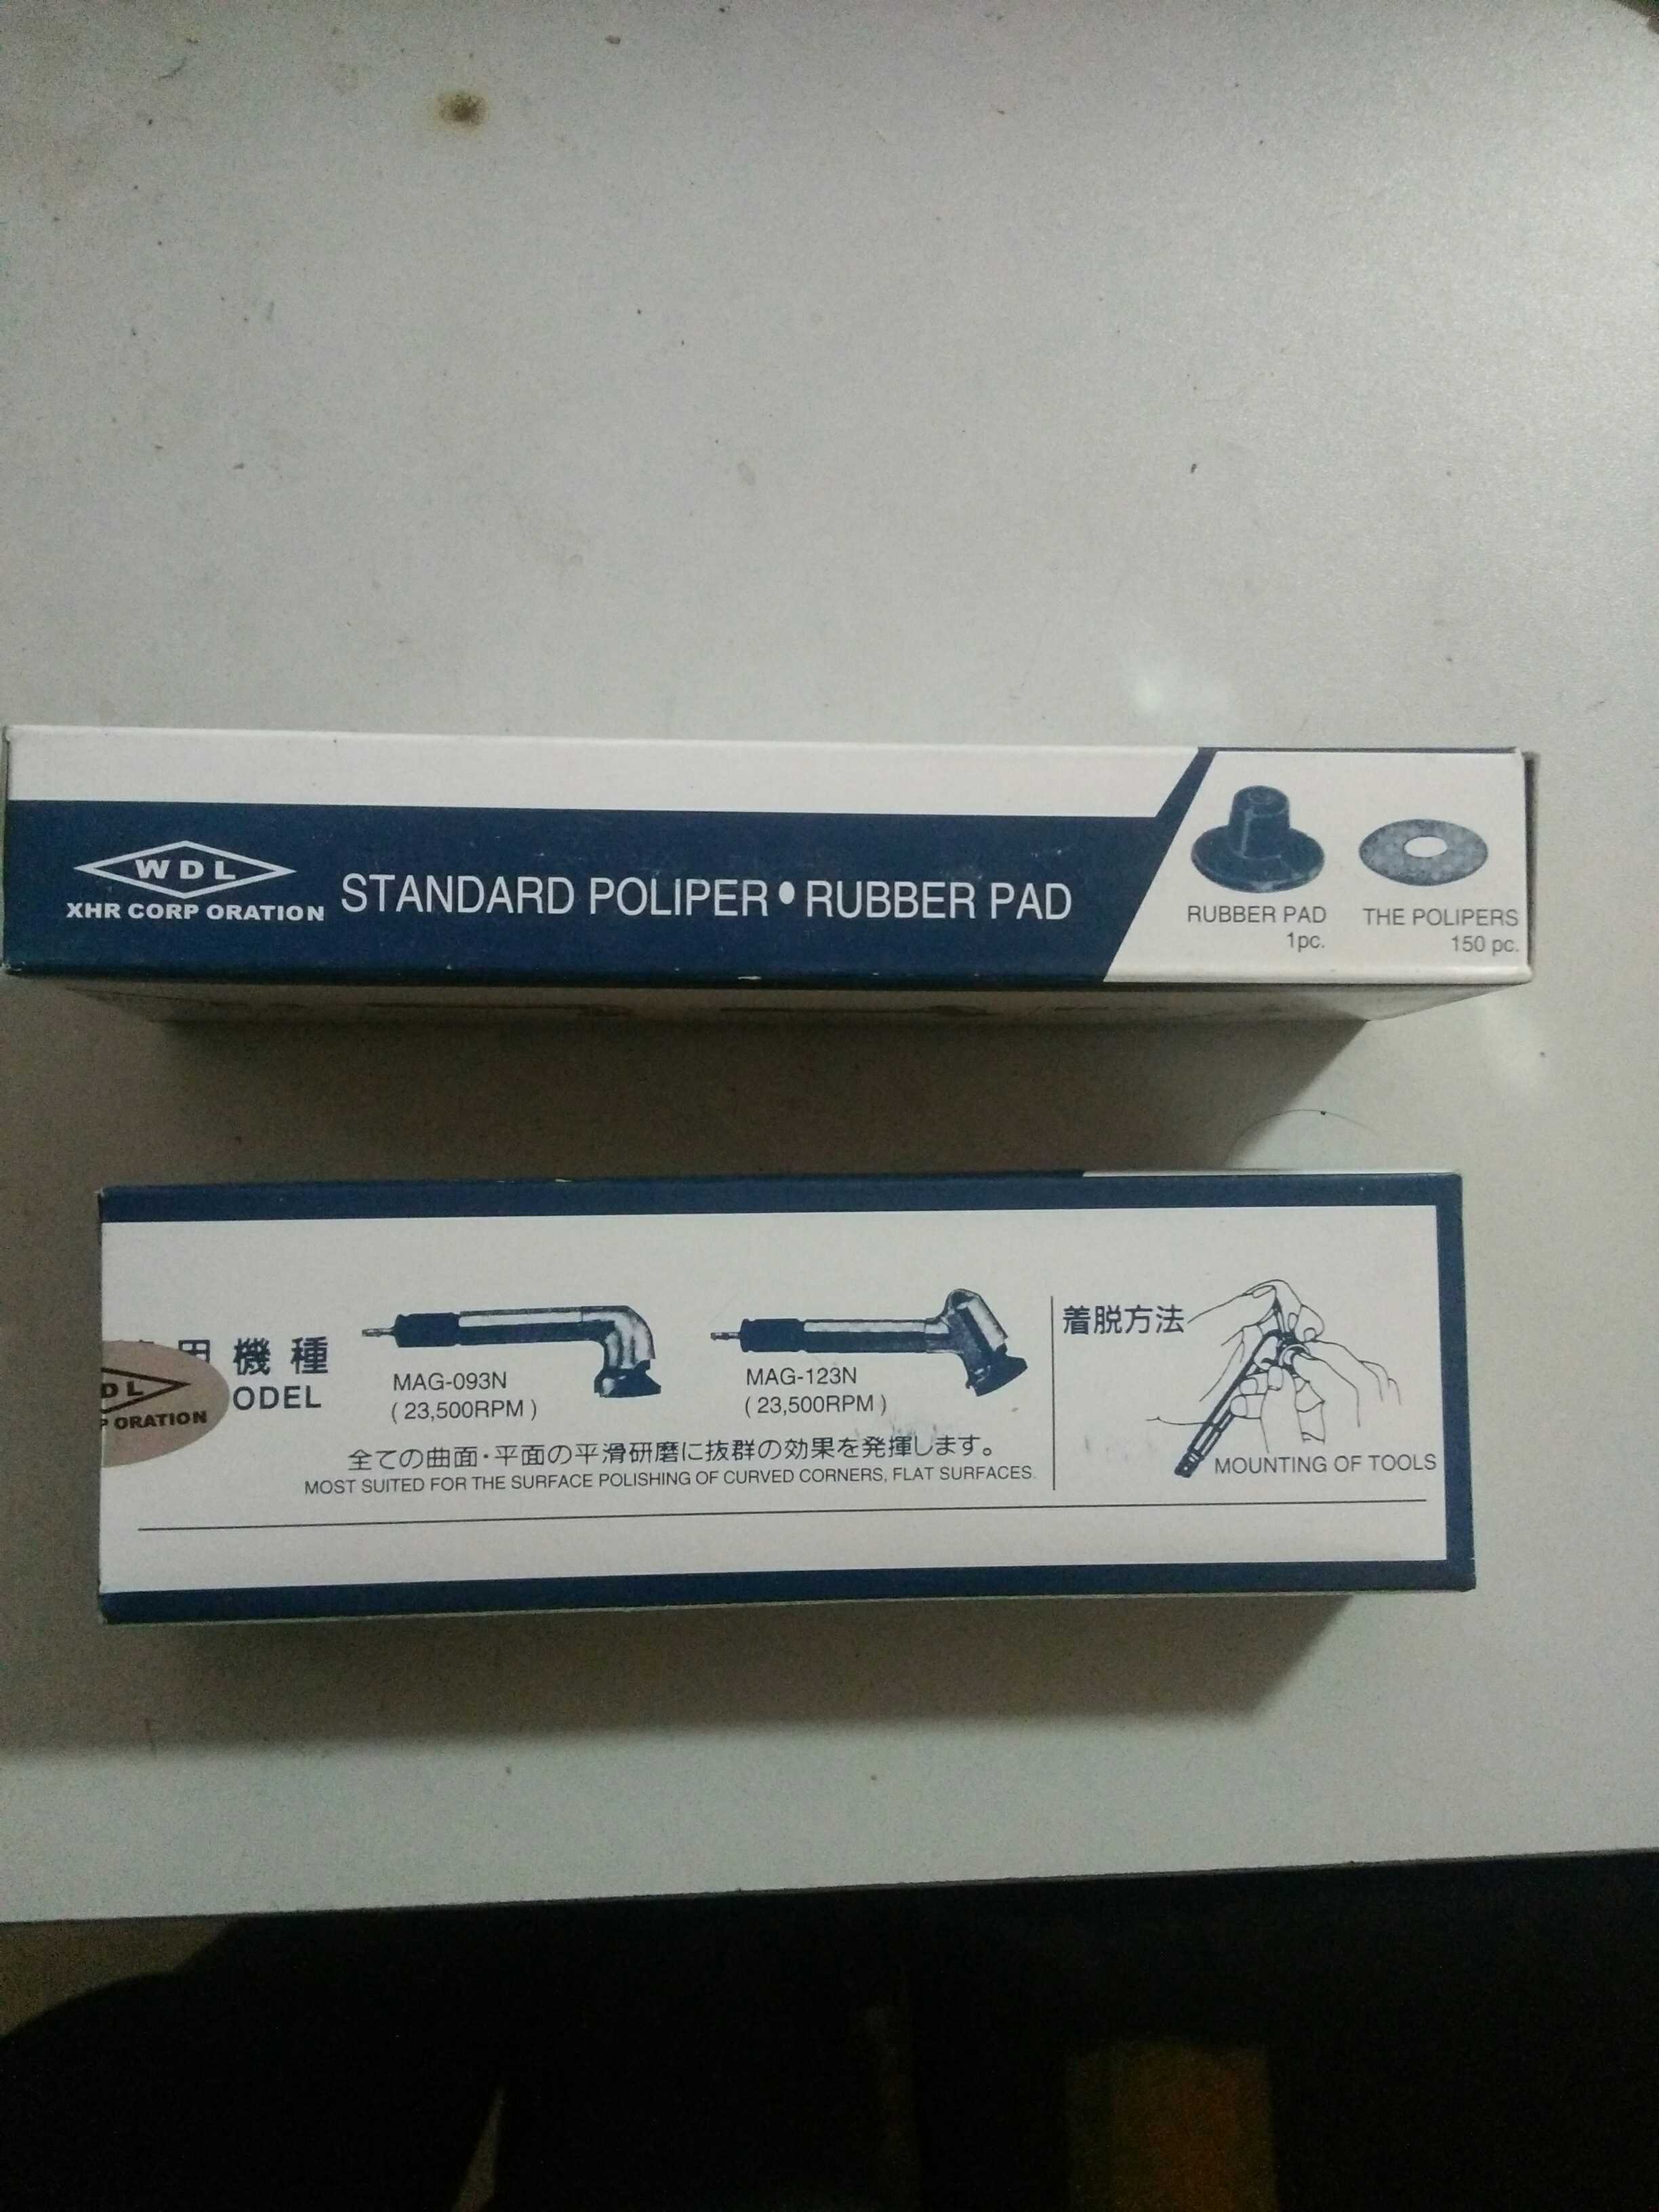 WDL
XHR CORP ORATION
STANDARD POLIPER•RUBBER PAD
RUBBER PAD
1pc.
THE POLIPERS
150 pc.
DL
P ORATION
用機種
ODEL
MAG-093N
(23,500RPM)
MAG-123N
(23,500RPM)
全ての曲面・平面の平滑研磨に抜群の効果を発揮します。
MOST SUITED FOR THE SURFACE POLISHING OF CURVED CORNERS, FLAT SURFACES.
着脱方法
MOUNTING OF TOOLS